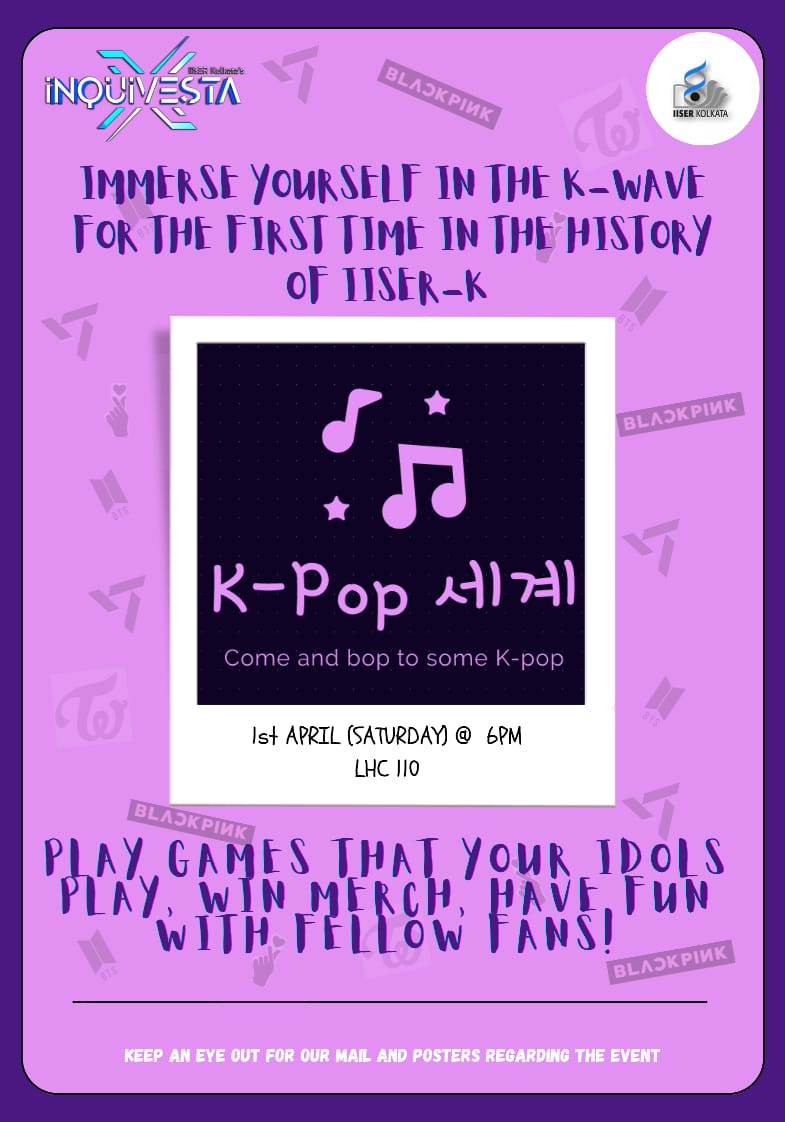 IISER Kolkata's
INQUIVESTA
BLACKPINK
IISER KOLKATA
IMMERSE YOURSELF IN THE K-WAVE
FOR THE FIRST TIME IN THE HISTORY
OF IISER-K
BTS
BTS
BLACKPINK
BTS
K-Pop 세계
Come and bop to some K-pop
BTS
1st APRIL (SATURDAY) @ 6PM
LHC 110
BLACKPINK
PLAY GAMES THAT YOUR IDOLS
PLAY, WIN MERCH, HAVE FUN
WITH FELLOW FANS!
BTS
BLACKPINK
KEEP AN EYE OUT FOR OUR MAIL AND POSTERS REGARDING THE EVENT